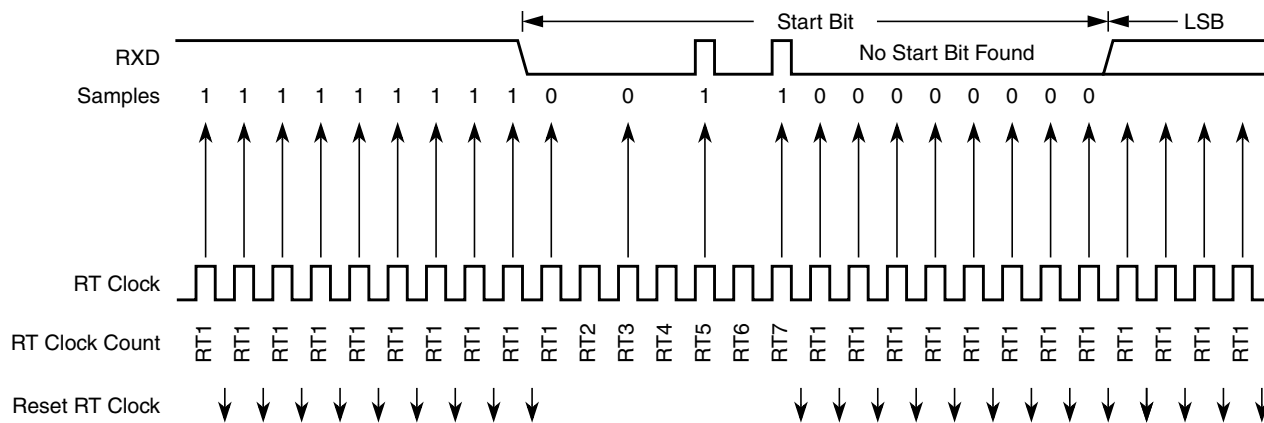 Start Bit LSB
RXD No Start Bit Found
Samples 1 1 1 1 1 1 1 1 1 0 0 1 1 0 0 0 0 0 0 0 0
RT Clock
RT Clock Count RT1 RT1 RT1 RT1 RT1 RT1 RT1 RT1 RT1 RT1 RT2 RT3 RT4 RT5 RT6 RT7 RT1 RT1 RT1 RT1 RT1 RT1 RT1 RT1 RT1 RT1 RT1 RT1
Reset RT Clock